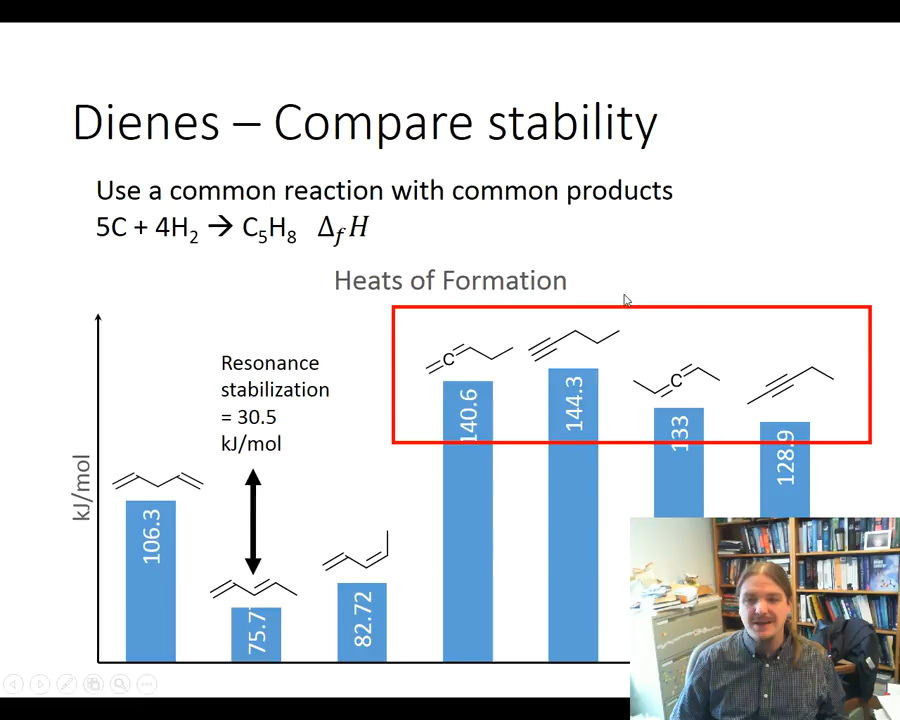 Dienes – Compare stability
Use a common reaction with common products
5C + 4H₂ → C₅H₈ Δ_f H
Heats of Formation
Resonance
stabilization
= 30.5
kJ/mol
kJ/mol
106.3
75.7
82.72
140.6
144.3
133
128.9
C
C